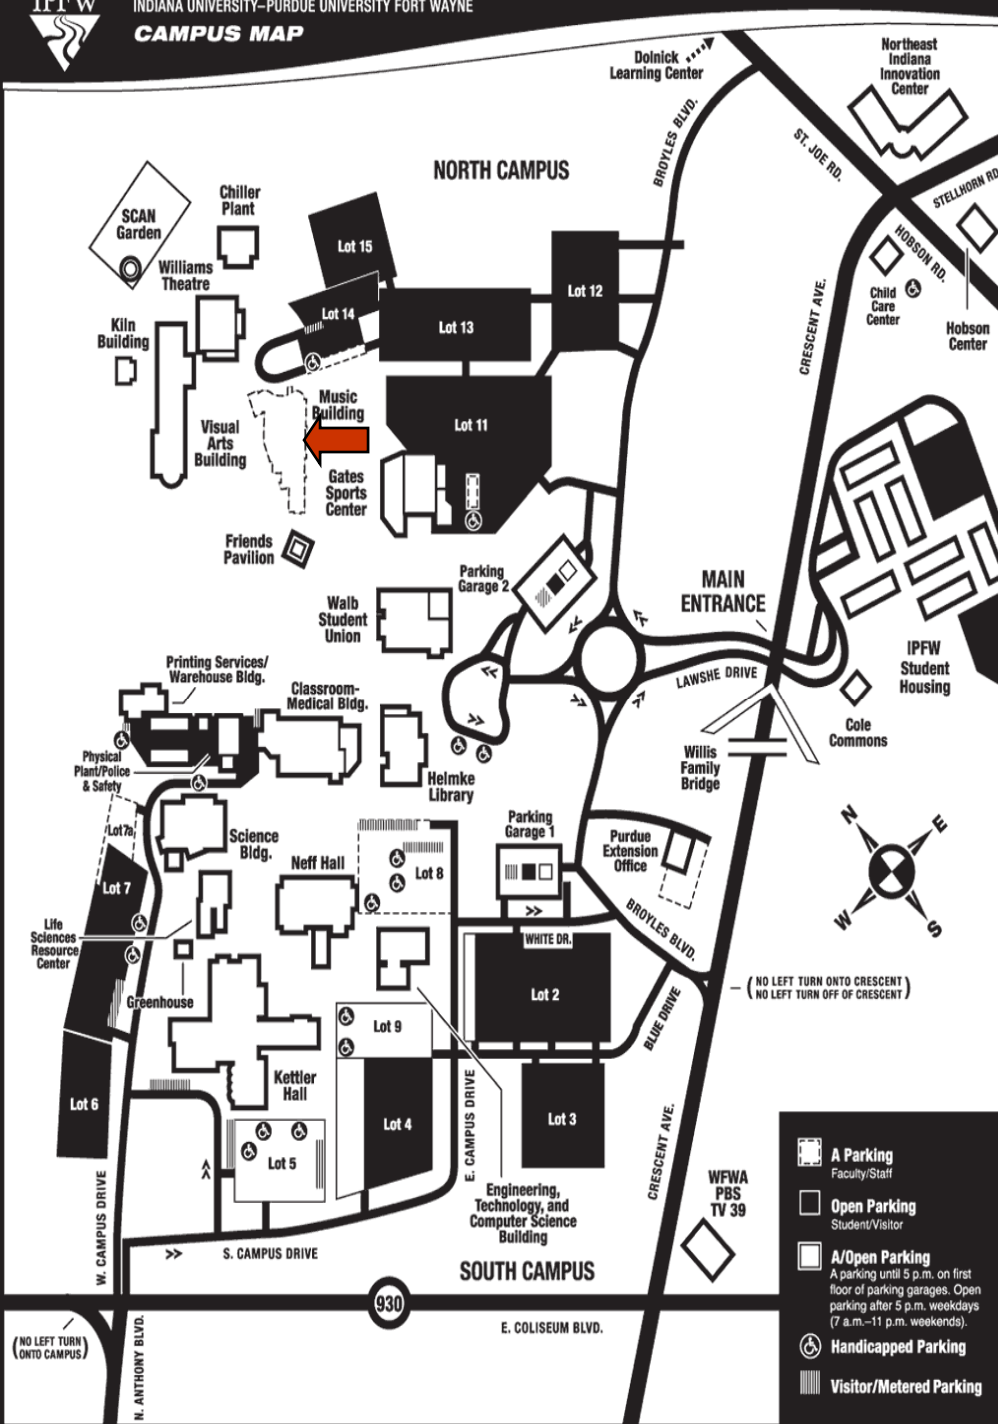 IPFW
INDIANA UNIVERSITY–PURDUE UNIVERSITY FORT WAYNE
CAMPUS MAP
Dolnick
Learning Center
Northeast
Indiana
Innovation
Center
BROYLES BLVD.
ST. JOE RD.
STELLHORN RD
NORTH CAMPUS
SCAN
Garden
Chiller
Plant
Williams
Theatre
Lot 15
Lot 14
Lot 13
Lot 12
HOBSON RD.
Child
Care
Center
Hobson
Center
CRESCENT AVE.
Kiln
Building
Music
Building
Lot 11
Visual
Arts
Building
Gates
Sports
Center
Friends
Pavilion
Parking
Garage 2
MAIN
ENTRANCE
Walb
Student
Union
IPFW
Student
Housing
LAWSHE DRIVE
Printing Services/
Warehouse Bldg.
Classroom-
Medical Bldg.
Cole
Commons
Physical
Plant/Police
& Safety
Helmke
Library
Willis
Family
Bridge
Lot 7a
Science
Bldg.
Neff Hall
Lot 8
Parking
Garage 1
Purdue
Extension
Office
N
E
W
S
Lot 7
Life
Sciences
Resource
Center
BROYLES BLVD.
WHITE DR.
Greenhouse
Lot 2
(NO LEFT TURN ONTO CRESCENT
NO LEFT TURN OFF OF CRESCENT)
Lot 9
BLUE DRIVE
Kettler
Hall
Lot 6
Lot 4
Lot 3
E. CAMPUS DRIVE
CRESCENT AVE.
Lot 5
W. CAMPUS DRIVE
Engineering,
Technology, and
Computer Science
Building
WFWA
PBS
TV 39
S. CAMPUS DRIVE
SOUTH CAMPUS
930
E. COLISEUM BLVD.
(NO LEFT TURN
ONTO CAMPUS)
N. ANTHONY BLVD.
A Parking
Faculty/Staff
Open Parking
Student/Visitor
A/Open Parking
A parking until 5 p.m. on first
floor of parking garages. Open
parking after 5 p.m. weekdays
(7 a.m.–11 p.m. weekends).
Handicapped Parking
Visitor/Metered Parking